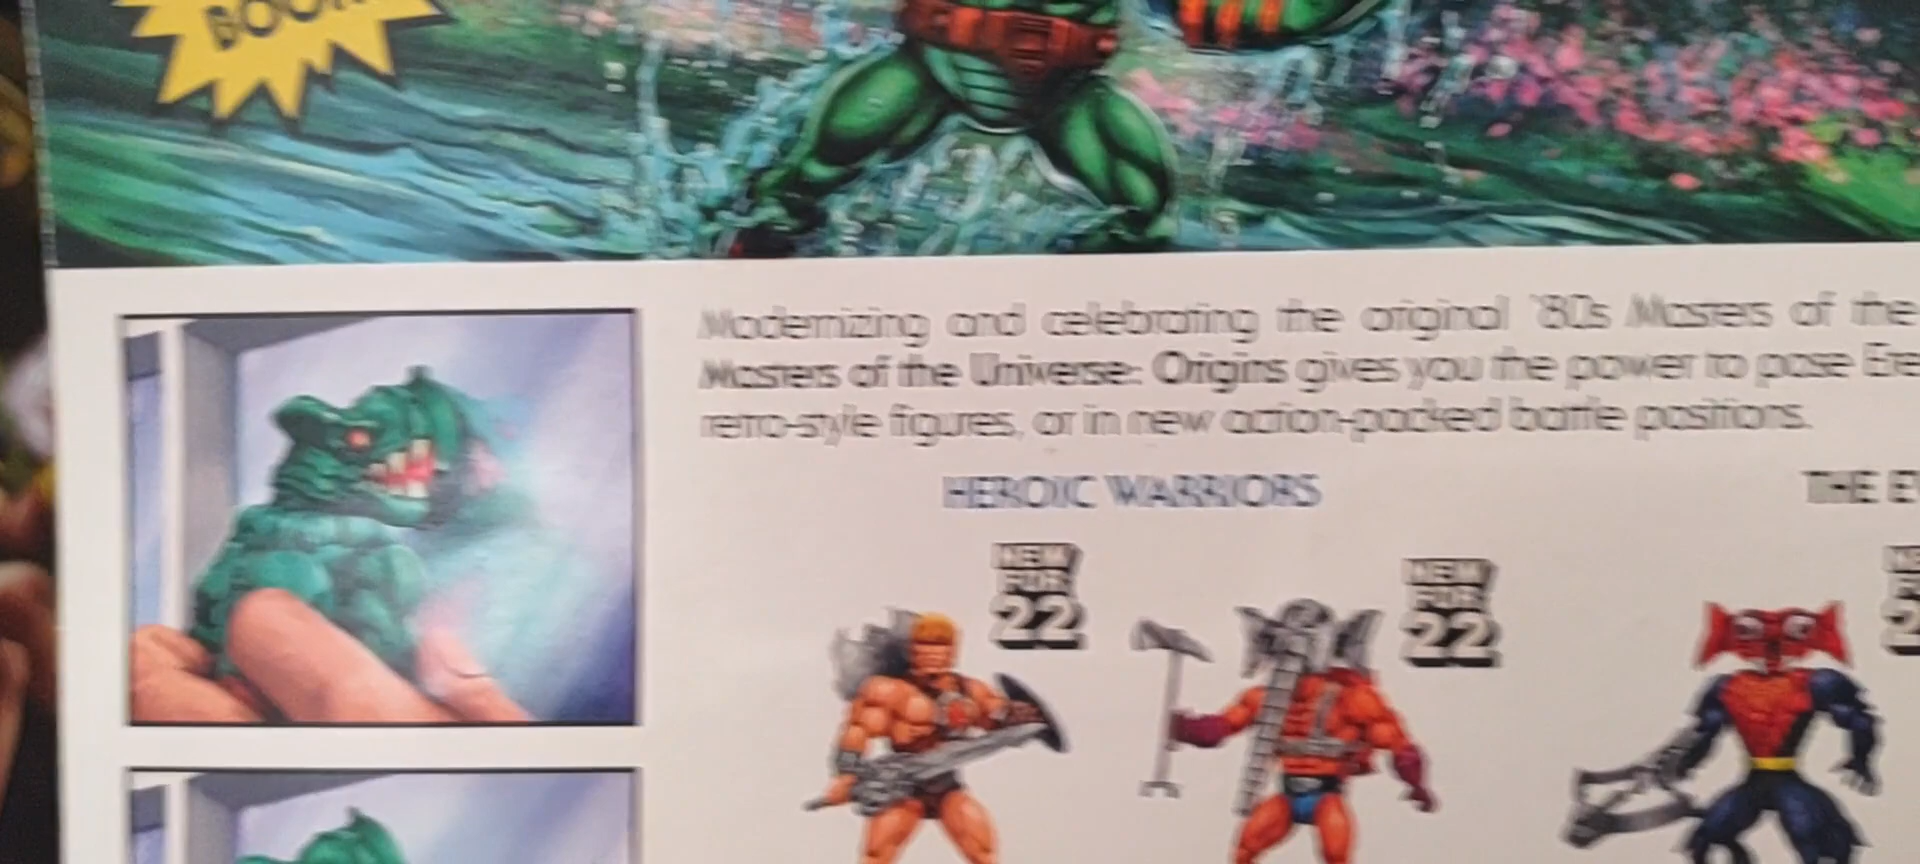 Modernizing and celebrating the original '80s Masters of the
Masters of the Universe: Origins gives you the power to pose
retro-style figures, or in new action-packed battle positions.
HEROIC WARRIORS
THE
NEW
FOR
22
NEW
FOR
22